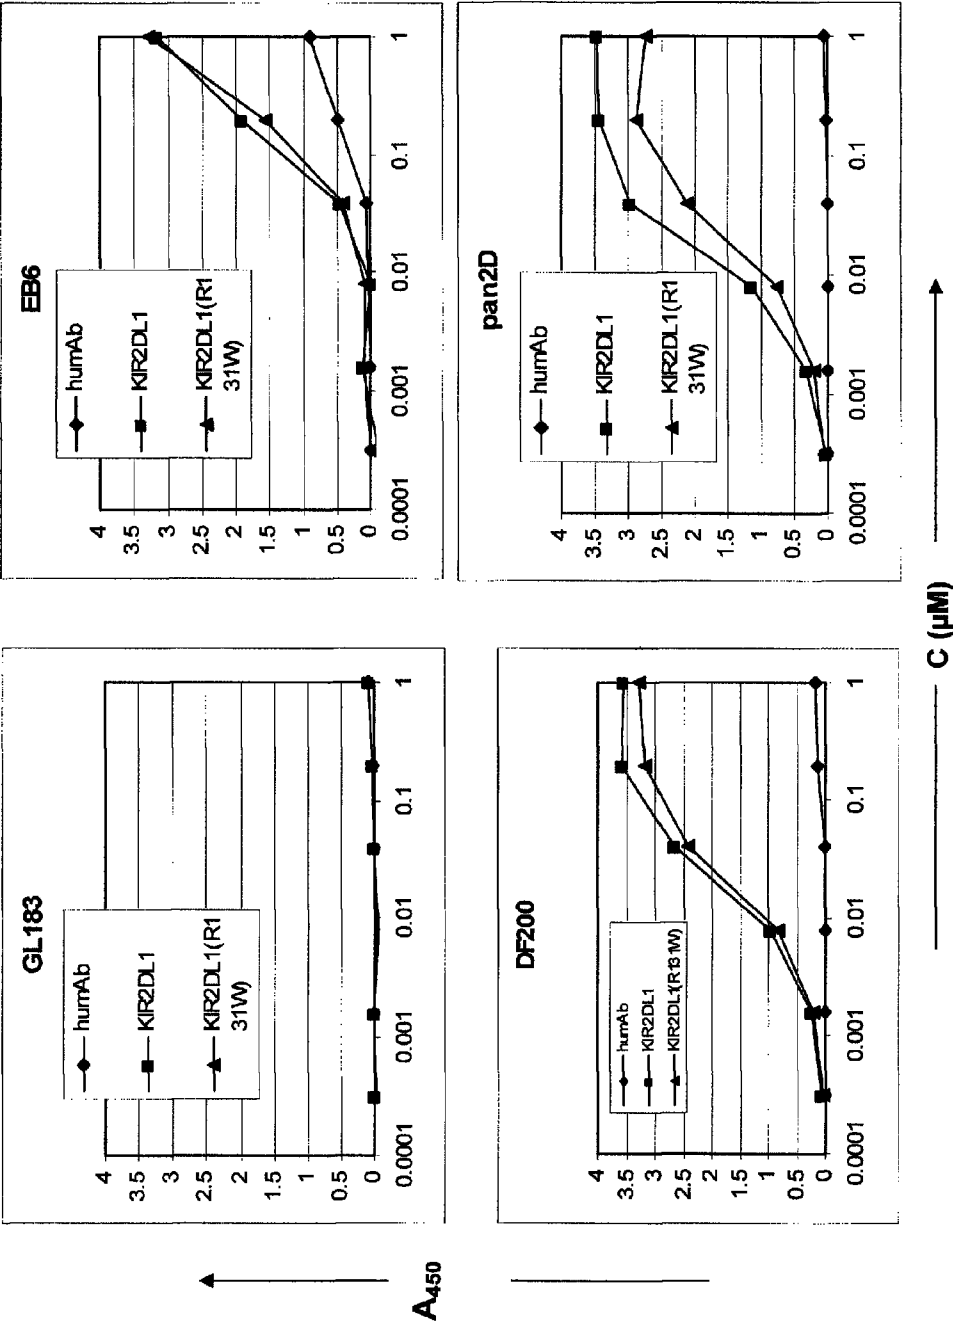 GL183
humAb
KIR2DL1
KIR2DL1(R1
31W)
4
3.5
3
2.5
2
1.5
1
0.5
0
0.0001
0.001
0.01
0.1
1
EB6
humAb
KIR2DL1
KIR2DL1(R1
31W)
4
3.5
3
2.5
2
1.5
1
0.5
0
0.0001
0.001
0.01
0.1
1
DF200
humAb
KIR2DL1
KIR2DL1(R131W)
4
3.5
3
2.5
2
1.5
1
0.5
0
0.0001
0.001
0.01
0.1
1
pan2D
humAb
KIR2DL1
KIR2DL1(R1
31W)
4
3.5
3
2.5
2
1.5
1
0.5
0
0.0001
0.001
0.01
0.1
1
A450
C (µM)